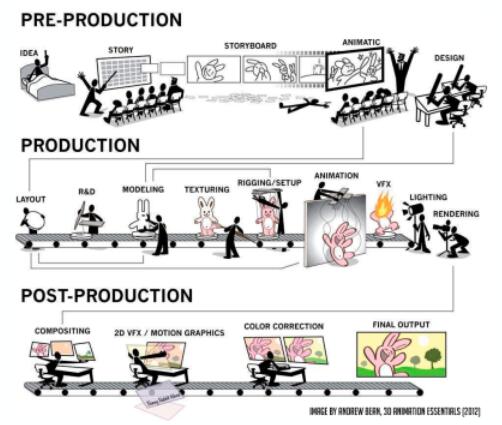 PRE-PRODUCTION
IDEA
STORY
STORYBOARD
ANIMATIC
DESIGN
PRODUCTION
LAYOUT
R&D
MODELING
TEXTURING
RIGGING/SETUP
ANIMATION
VFX
LIGHTING
RENDERING
POST-PRODUCTION
COMPOSITING
2D VFX / MOTION GRAPHICS
COLOR CORRECTION
FINAL OUTPUT
IMAGE BY ANDREW BEAN, 3D ANIMATION ESSENTIALS (2012)